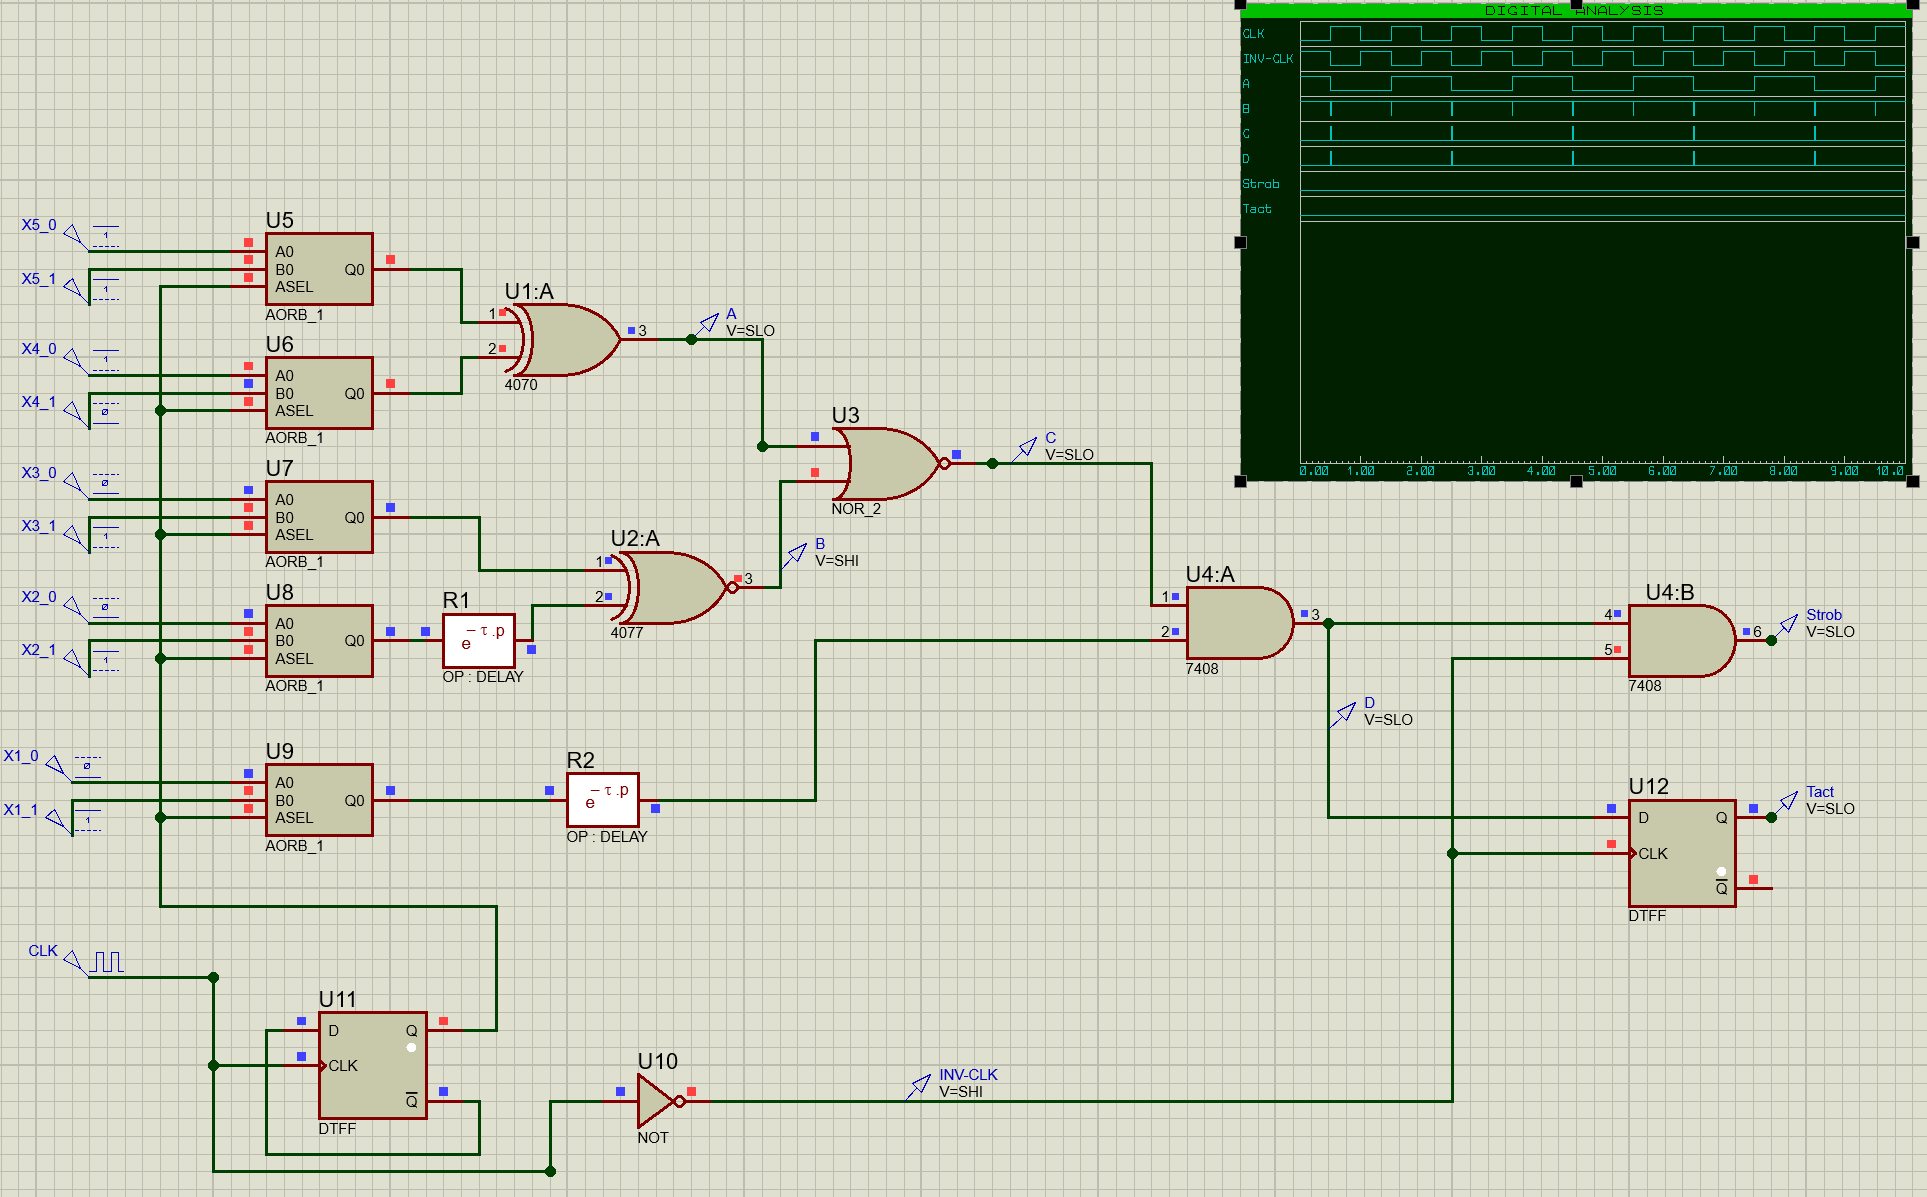 DIGITAL ANALYSIS
CLK
INV-CLK
A
B
C
D
Strob
Tact
0.00 1.00 2.00 3.00 4.00 5.00 6.00 7.00 8.00 9.00 10.0
X5_0
1
X5_1
1
U5
A0
B0
ASEL
Q0
AORB_1
X4_0
1
X4_1
0
U6
A0
B0
ASEL
Q0
AORB_1
X3_0
0
X3_1
1
U7
A0
B0
ASEL
Q0
AORB_1
X2_0
0
X2_1
1
U8
A0
B0
ASEL
Q0
AORB_1
X1_0
0
X1_1
1
U9
A0
B0
ASEL
Q0
AORB_1
U1:A
1
2
3
4070
A
V=SLO
U2:A
1
2
3
4077
B
V=SHI
R1
e −τ.p
OP : DELAY
R2
e −τ.p
OP : DELAY
U3
NOR_2
C
V=SLO
U4:A
1
2
3
7408
D
V=SLO
U4:B
4
5
6
7408
Strob
V=SLO
U12
D
CLK
Q
Q
DTFF
Tact
V=SLO
CLK
U11
D
CLK
Q
Q
DTFF
U10
NOT
INV-CLK
V=SHI